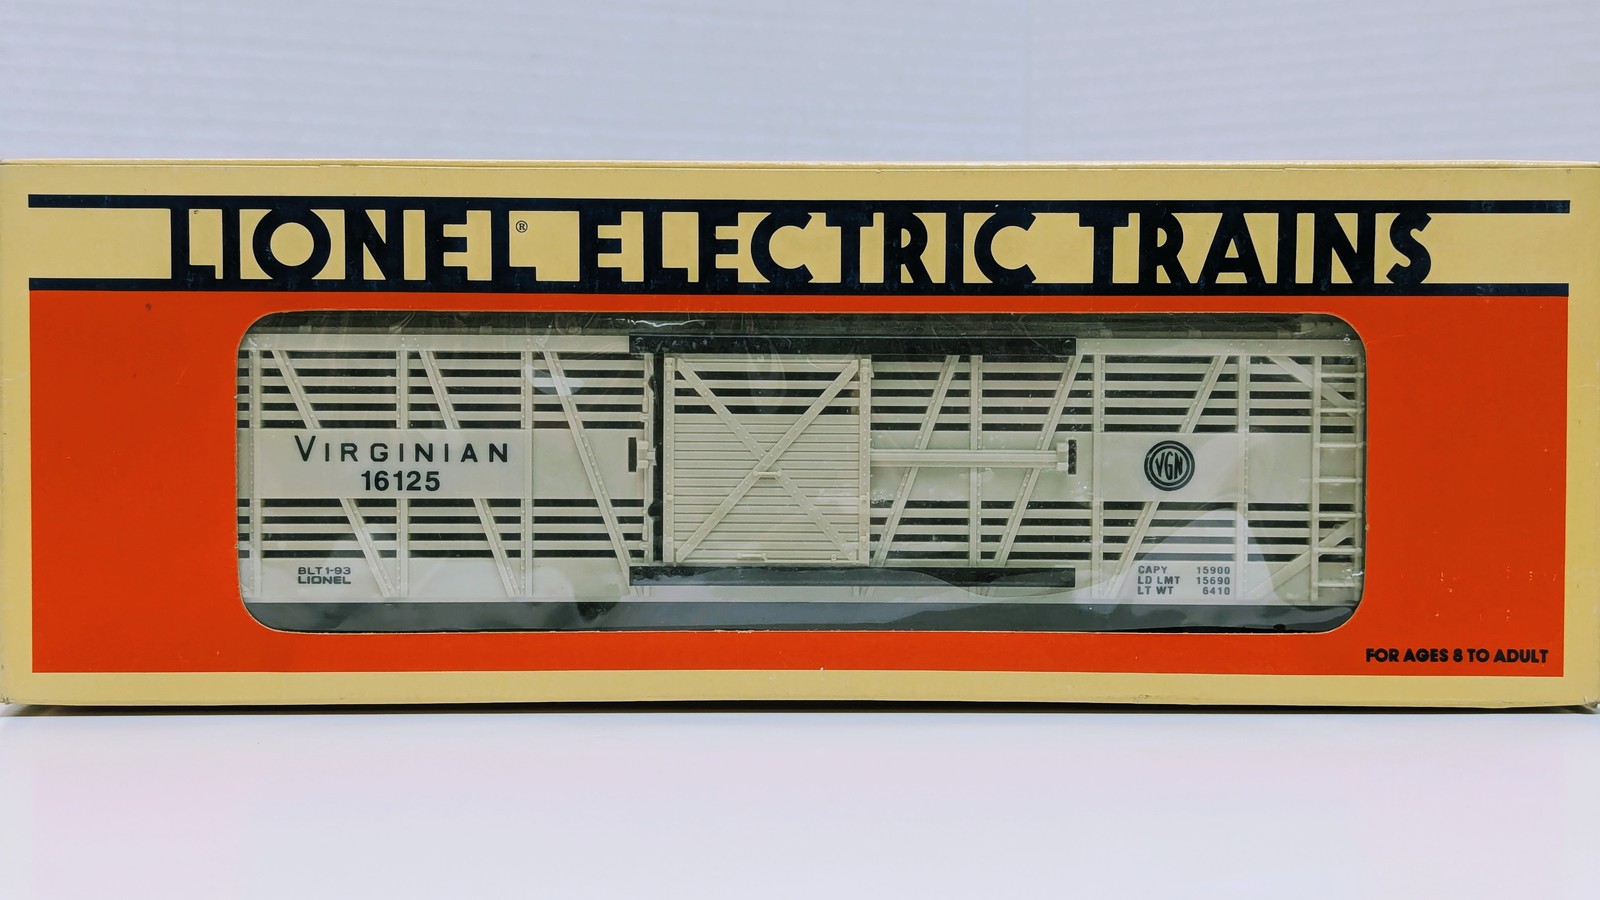 LIONEL® ELECTRIC TRAINS
VIRGINIAN
16125
VGN
BLT 1-93
LIONEL
CAPY 15900
LD LMT 15690
LT WT 6410
FOR AGES 8 TO ADULT